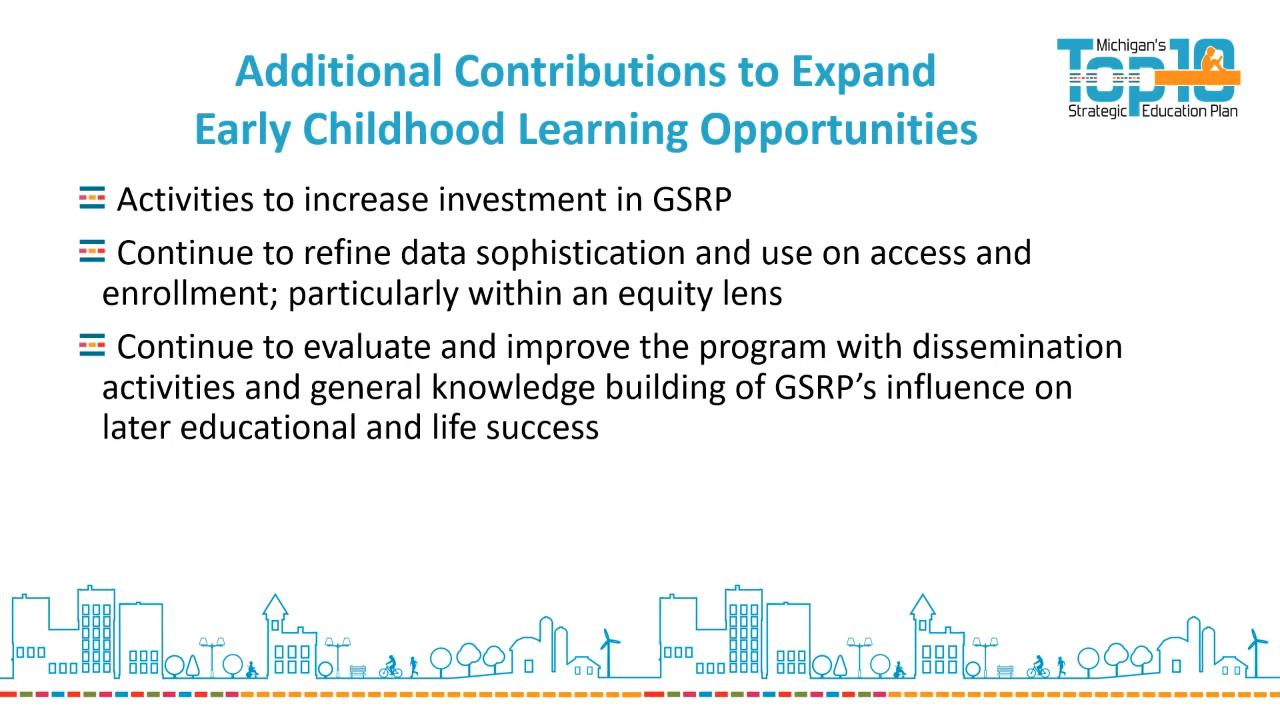 Additional Contributions to Expand
Early Childhood Learning Opportunities
Michigan's
Top10
Strategic Education Plan
Activities to increase investment in GSRP
Continue to refine data sophistication and use on access and
enrollment; particularly within an equity lens
Continue to evaluate and improve the program with dissemination
activities and general knowledge building of GSRP’s influence on
later educational and life success